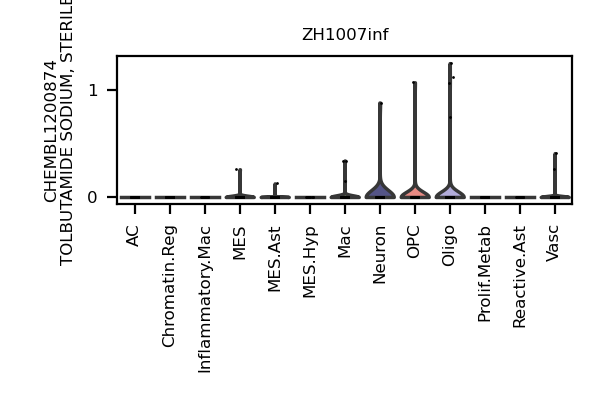 ZH1007inf
CHEMBL1200874
TOLBUTAMIDE SODIUM, STERILE
1
0
AC
Chromatin.Reg
Inflammatory.Mac
MES
MES.Ast
MES.Hyp
Mac
Neuron
OPC
Oligo
Prolif.Metab
Reactive.Ast
Vasc